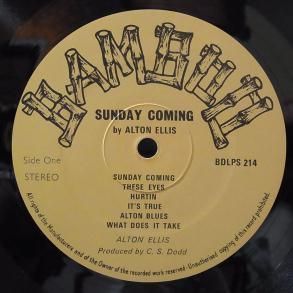 BAMBOO
SUNDAY COMING
by ALTON ELLIS
Side One
STEREO
BDLPS 214
SUNDAY COMING
THESE EYES
HURTIN
IT'S TRUE
ALTON BLUES
WHAT DOES IT TAKE
ALTON ELLIS
Produced by C. S. Dodd
All rights of the Manufacturers and of the Owner of the recorded work reserved. Unauthorised copying of this record prohibited.